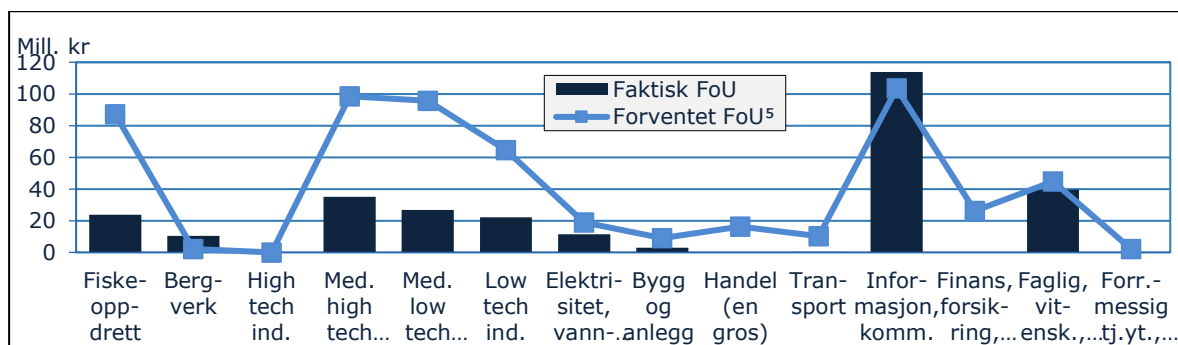 Mill. kr
120
100
80
60
40
20
0
Faktisk FoU
Forventet FoU⁵
Fiske-
opp-
drett
Berg-
verk
High
tech
ind.
Med.
high
tech…
Med.
low
tech…
Low
tech
ind.
Elektri-
sitet,
vann-…
Bygg
og
anlegg
Handel
(en
gros)
Tran-
sport
Infor-
masjon,
komm.
Finans,
forsik-
ring,…
Faglig,
vit-
ensk.,…
Forr.-
messig
tj.yt.,…